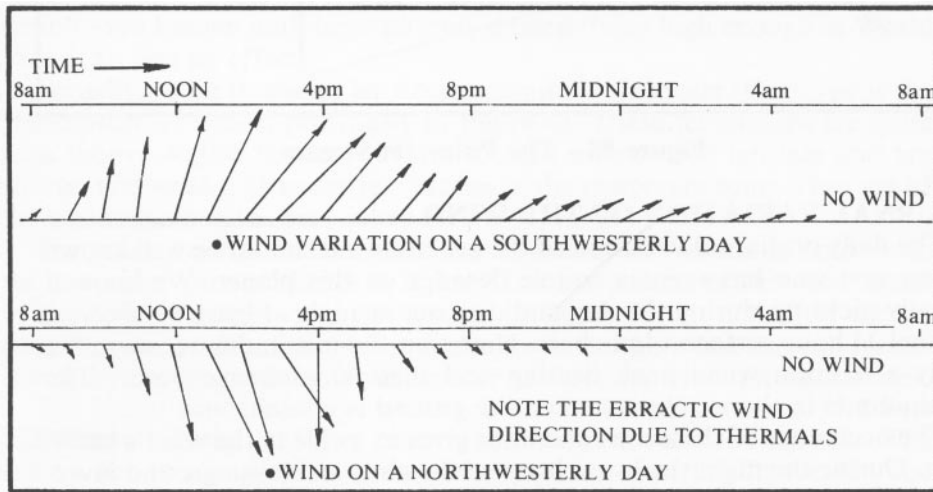 TIME
8am NOON 4pm 8pm MIDNIGHT 4am 8am
NO WIND
WIND VARIATION ON A SOUTHWESTERLY DAY
8am NOON 4pm 8pm MIDNIGHT 4am 8am
NO WIND
NOTE THE ERRACTIC WIND
DIRECTION DUE TO THERMALS
WIND ON A NORTHWESTERLY DAY